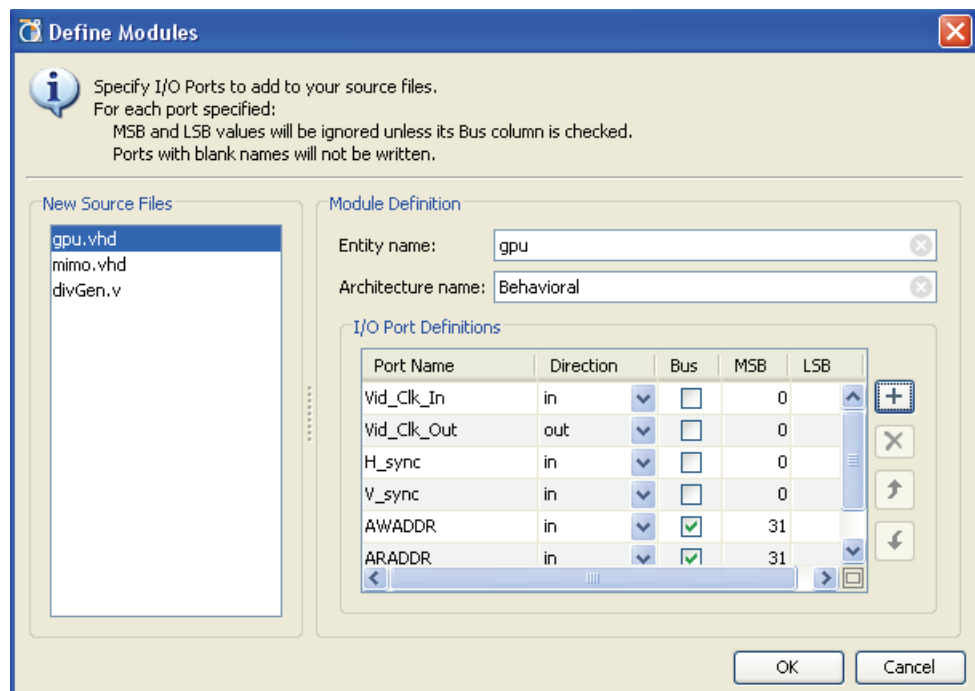 Define Modules
Specify I/O Ports to add to your source files.
For each port specified:
MSB and LSB values will be ignored unless its Bus column is checked.
Ports with blank names will not be written.
New Source Files
gpu.vhd
mimo.vhd
divGen.v
Module Definition
Entity name: gpu
Architecture name: Behavioral
I/O Port Definitions
Port Name Direction Bus MSB LSB
Vid_Clk_In in 0
Vid_Clk_Out out 0
H_sync in 0
V_sync in 0
AWADDR in 31
ARADDR in 31
OK Cancel